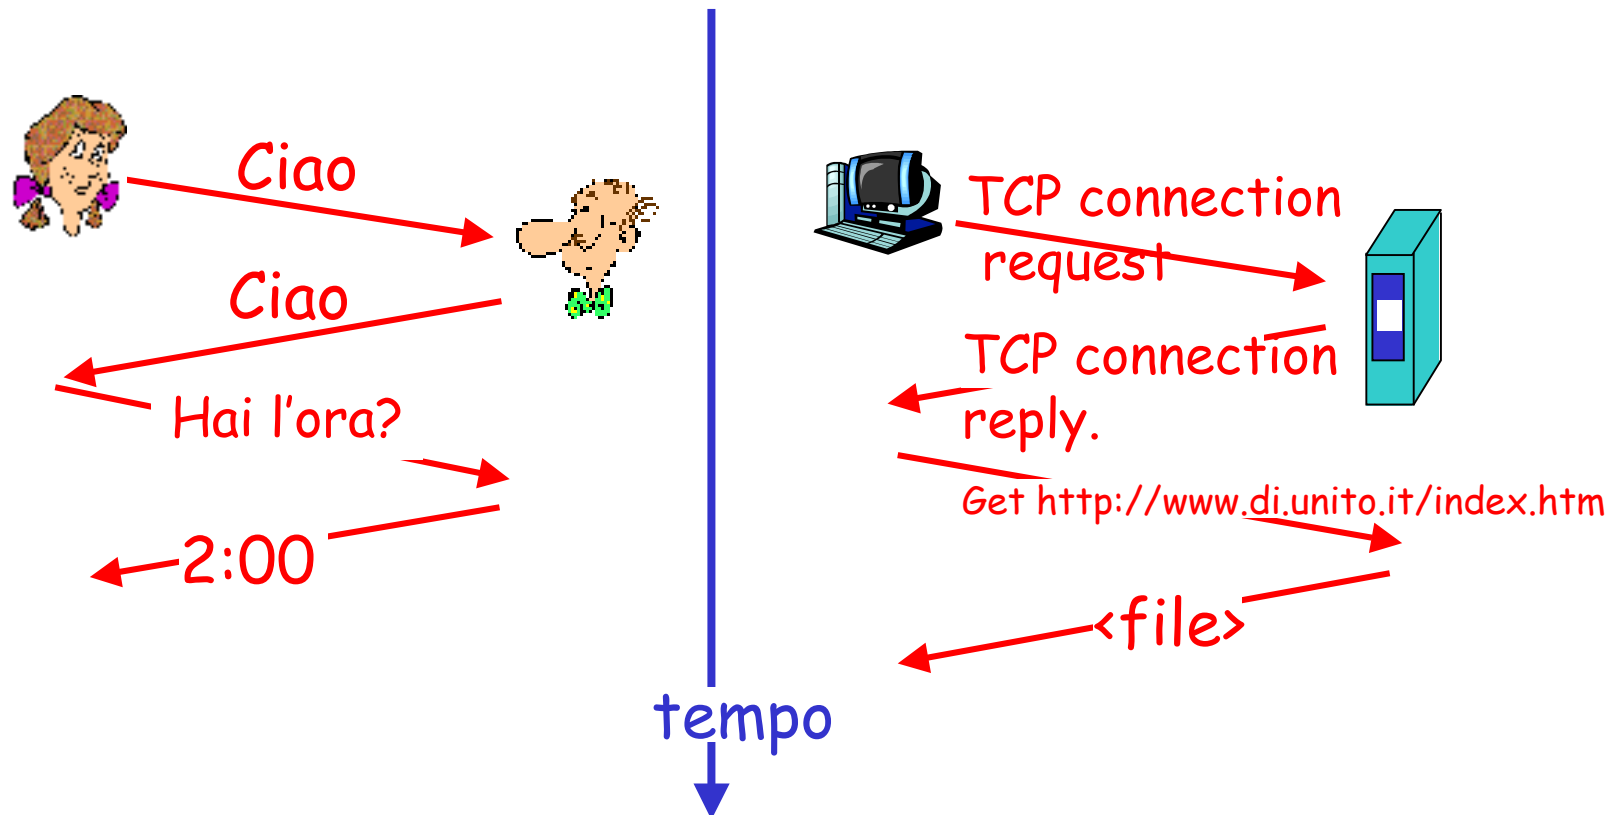 Ciao
Ciao
Hai l’ora?
2:00
TCP connection
request
TCP connection
reply.
Get http://www.di.unito.it/index.htm
<file>
tempo